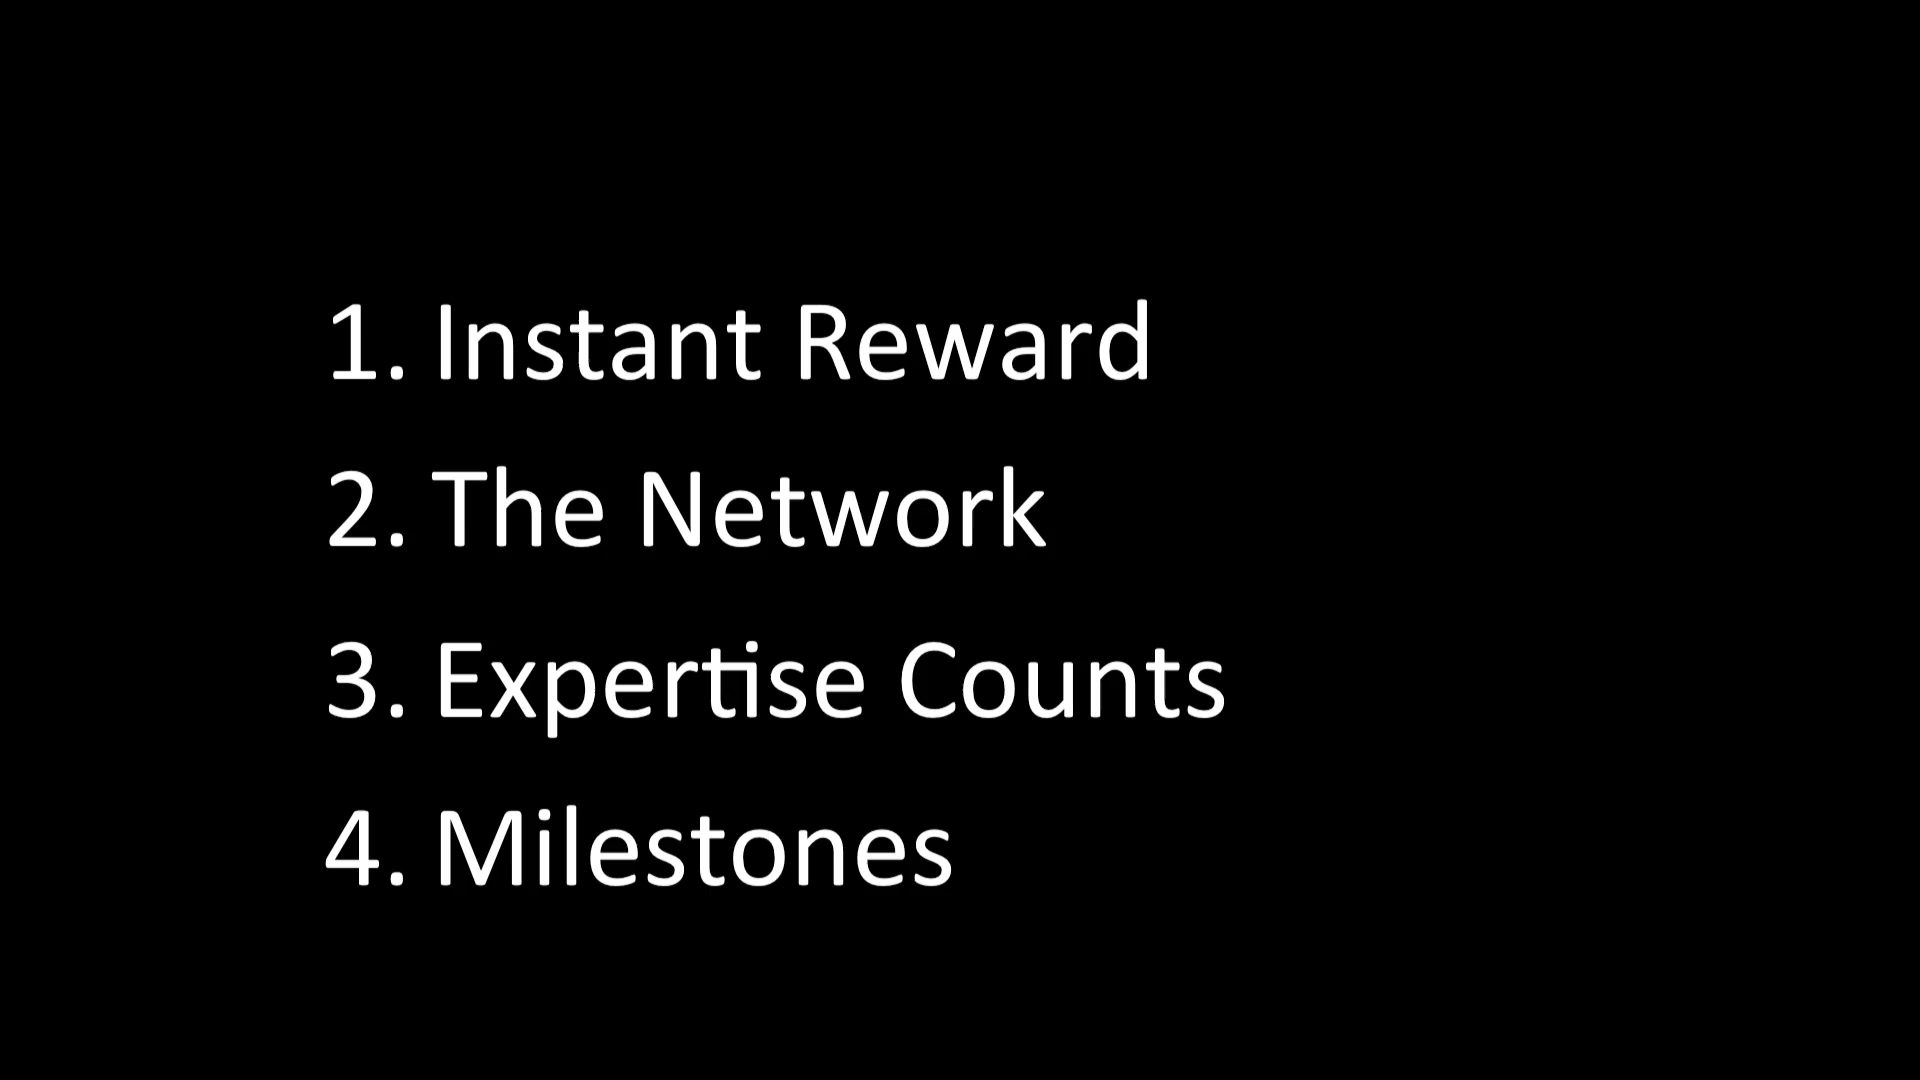 1. Instant Reward
2. The Network
3. Expertise Counts
4. Milestones